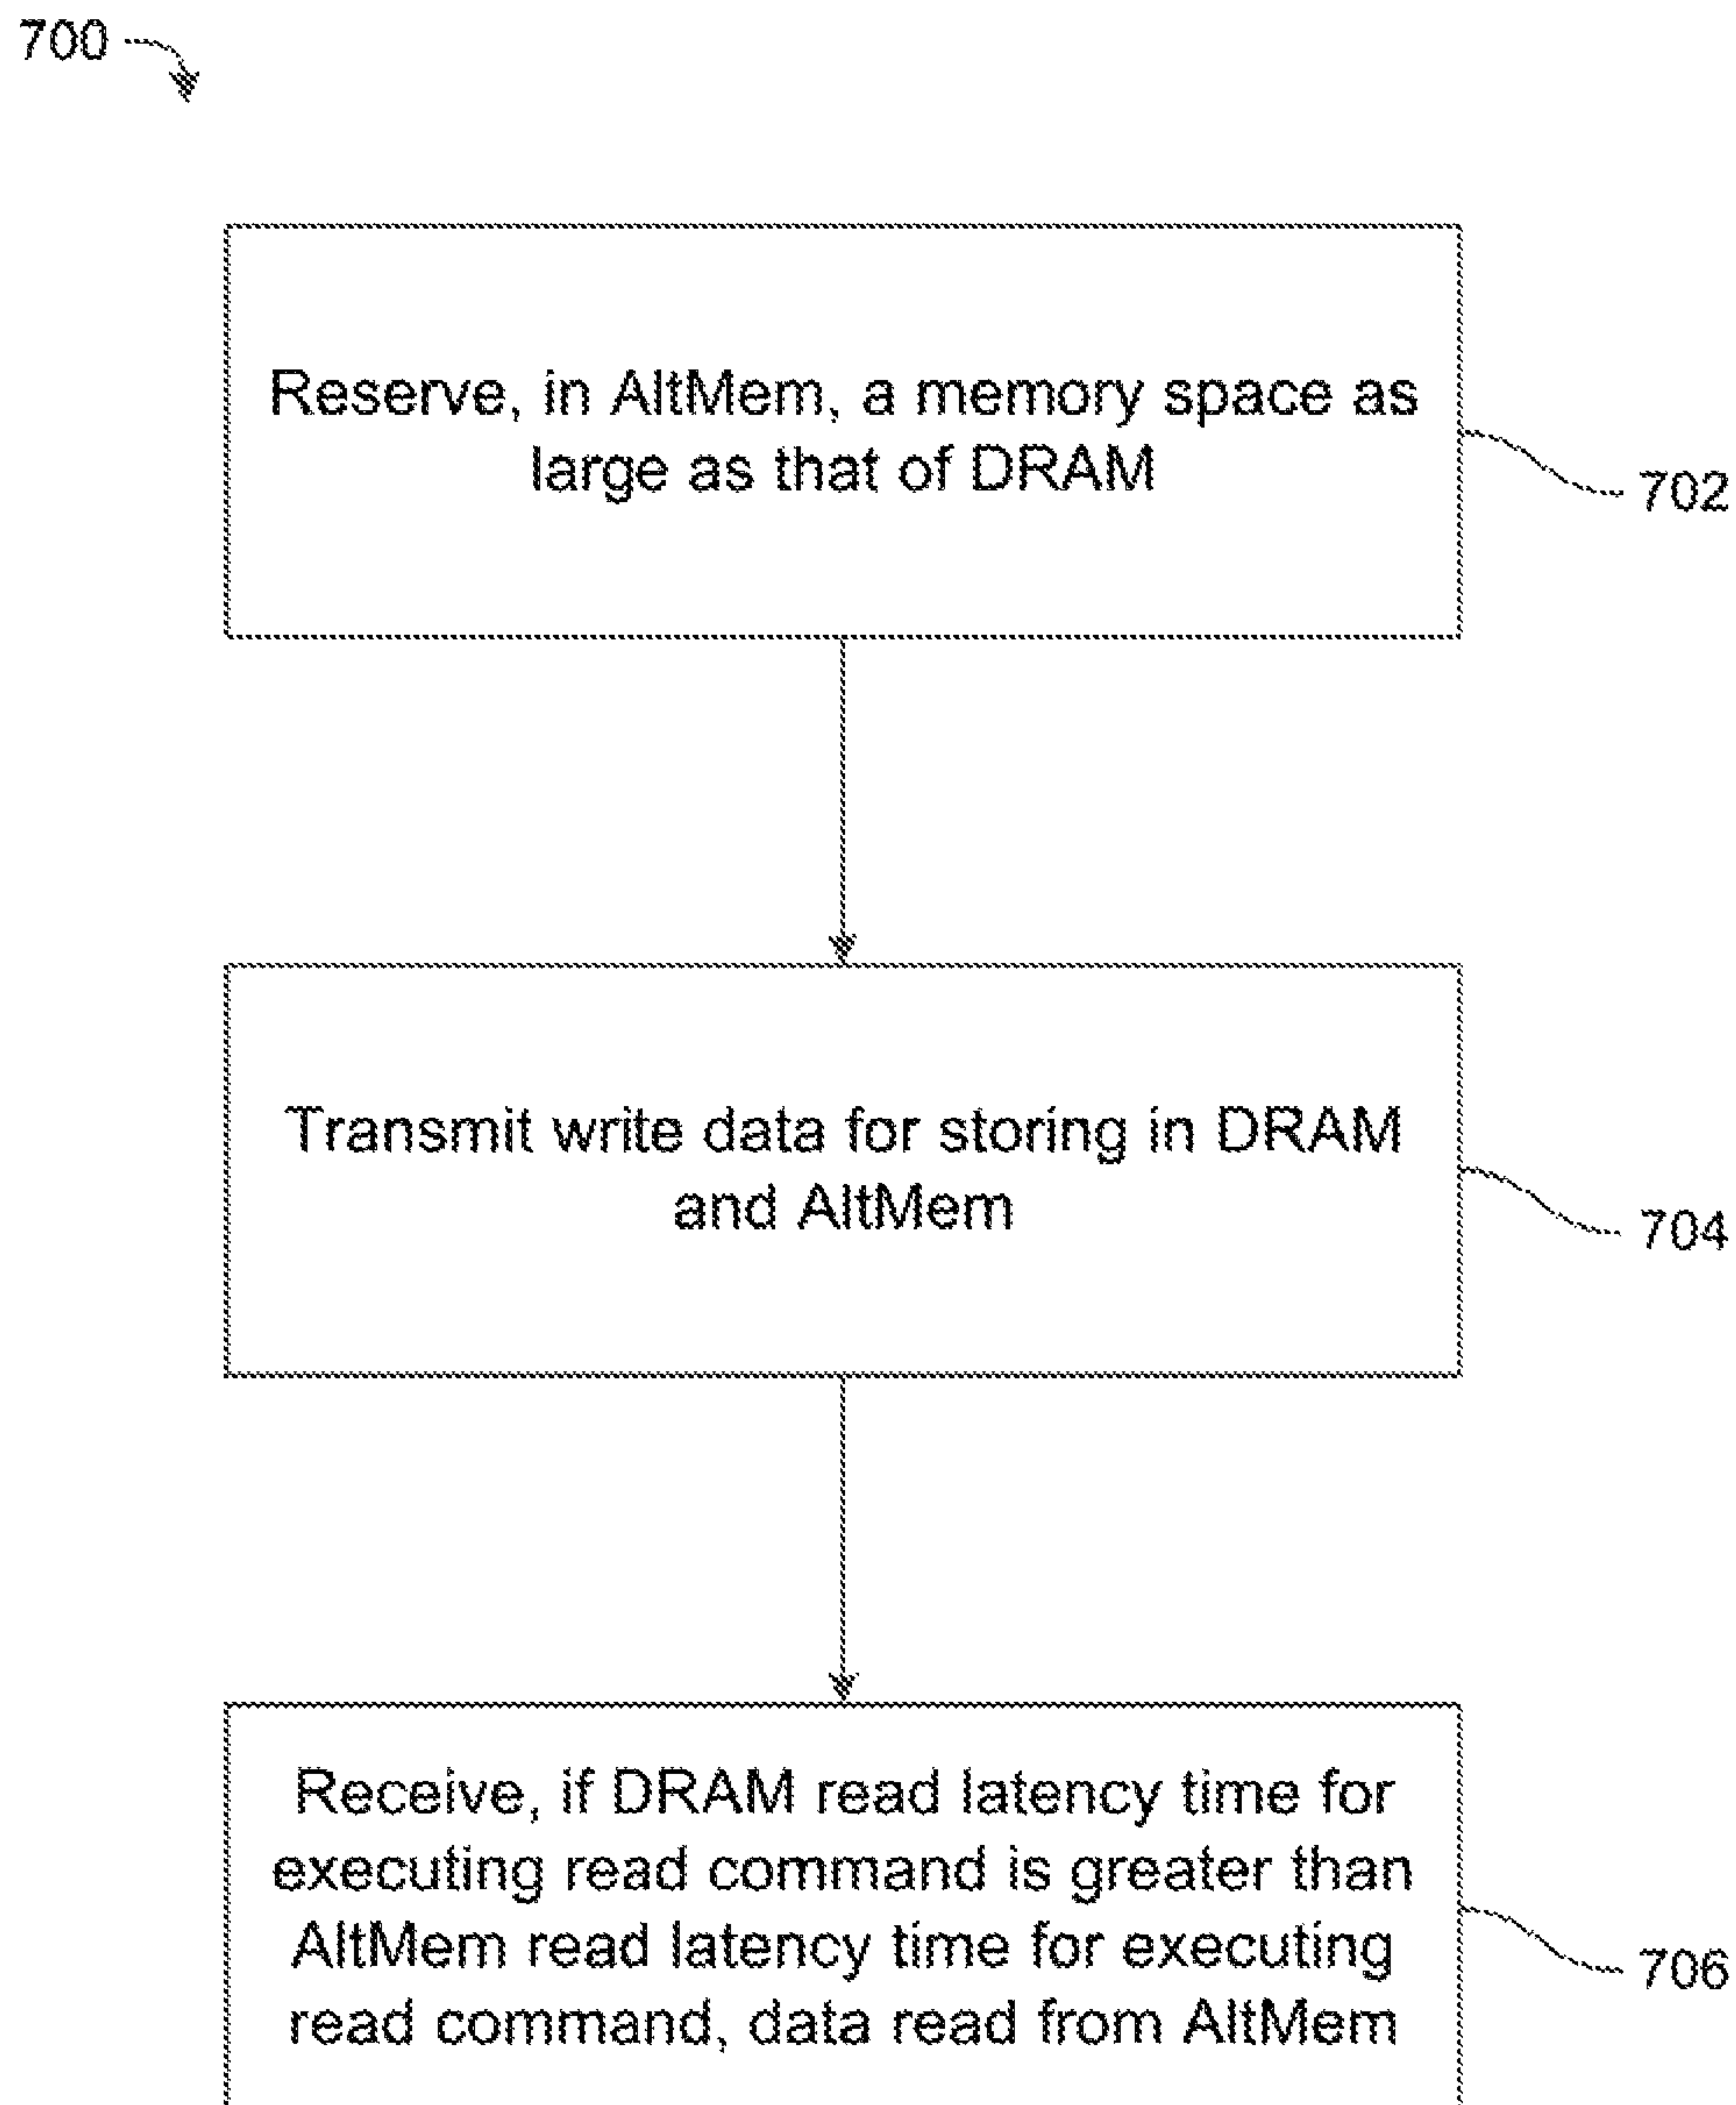 700
Reserve, in AltMem, a memory space as
large as that of DRAM
702
Transmit write data for storing in DRAM
and AltMem
704
Receive, if DRAM read latency time for
executing read command is greater than
AltMem read latency time for executing
read command, data read from AltMem
706